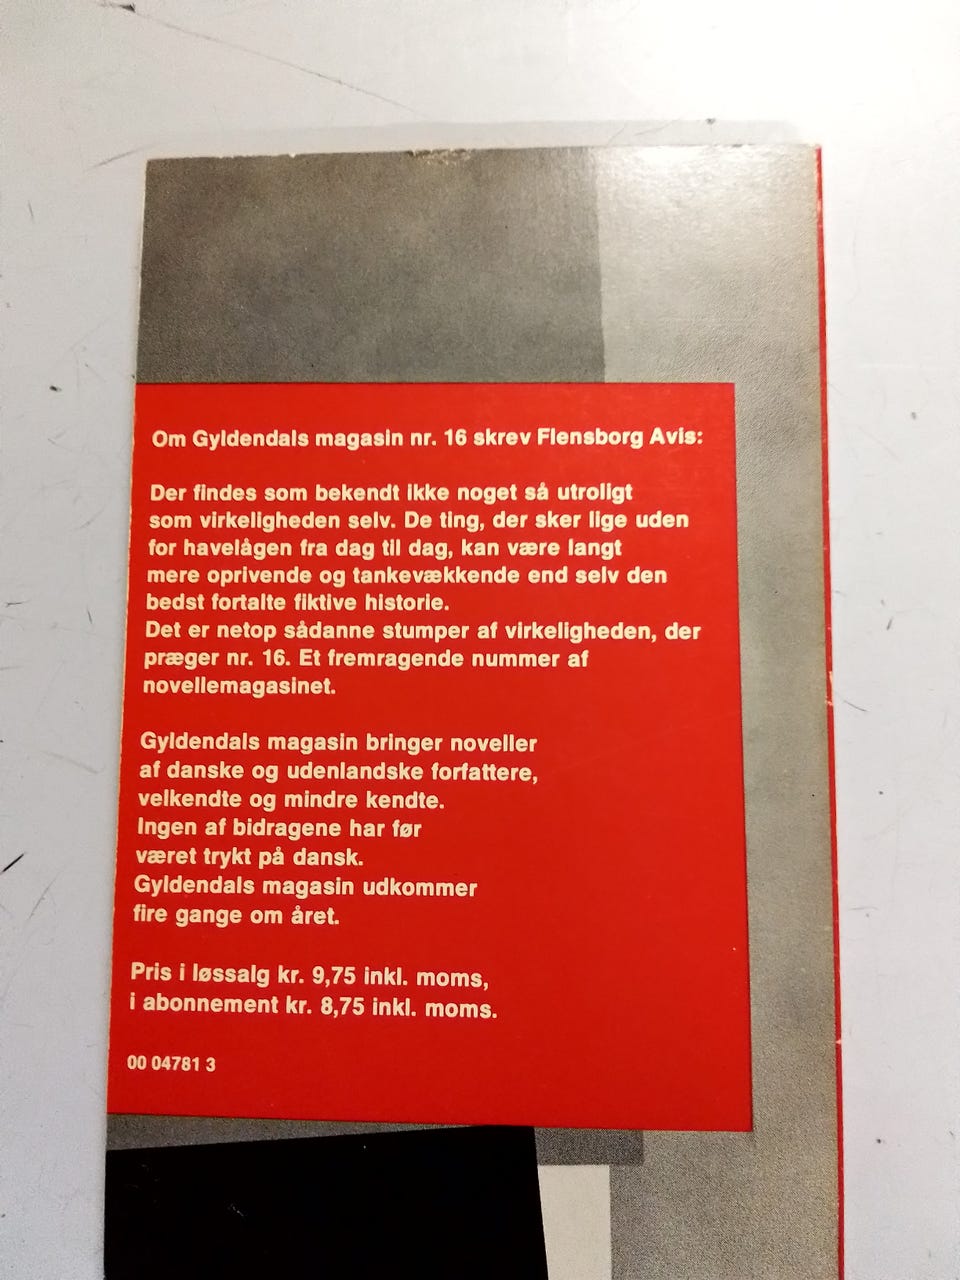 Om Gyldendals magasin nr. 16 skrev Flensborg Avis:
Der findes som bekendt ikke noget så utroligt
som virkeligheden selv. De ting, der sker lige uden
for havelågen fra dag til dag, kan være langt
mere oprivende og tankevækkende end selv den
bedst fortalte fiktive historie.
Det er netop sådanne stumper af virkeligheden, der
præger nr. 16. Et fremragende nummer af
novellemagasinet.
Gyldendals magasin bringer noveller
af danske og udenlandske forfattere,
velkendte og mindre kendte.
Ingen af bidragene har før
været trykt på dansk.
Gyldendals magasin udkommer
fire gange om året.
Pris i løssalg kr. 9,75 inkl. moms,
i abonnement kr. 8,75 inkl. moms.
00 04781 3